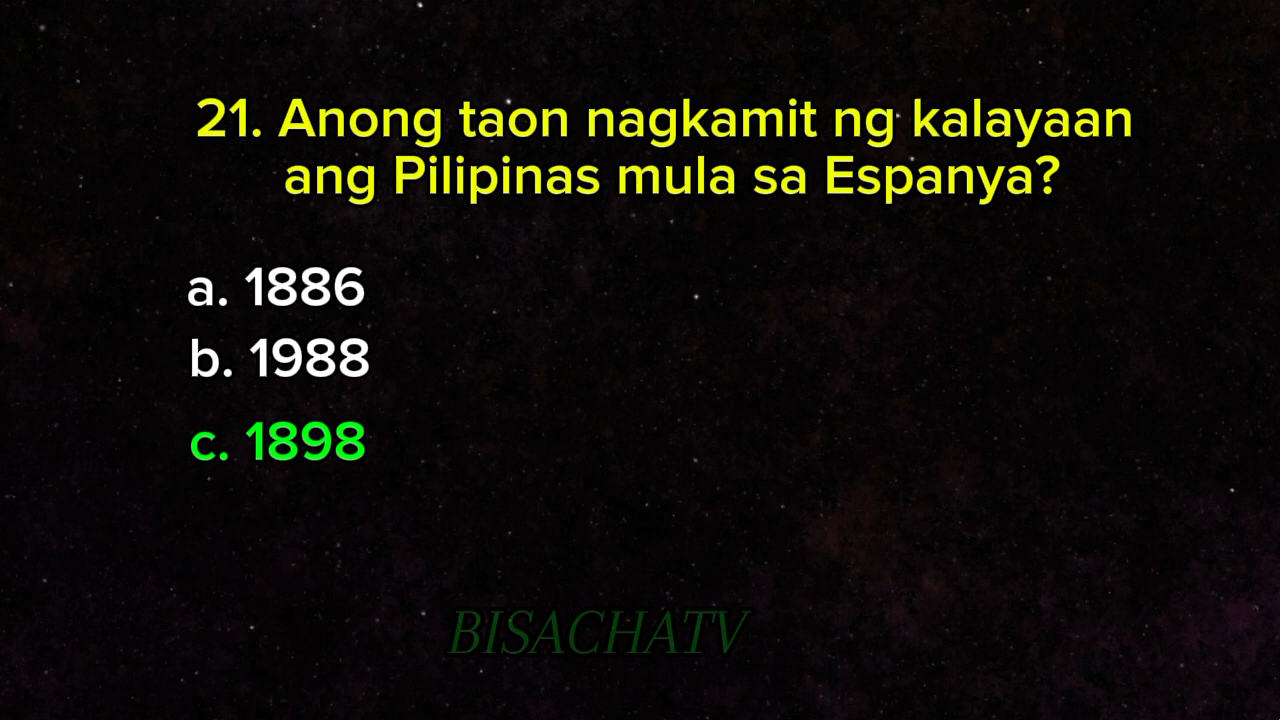 21. Anong taon nagkamit ng kalayaan
ang Pilipinas mula sa Espanya?
a. 1886
b. 1988
c. 1898
BISACHATV